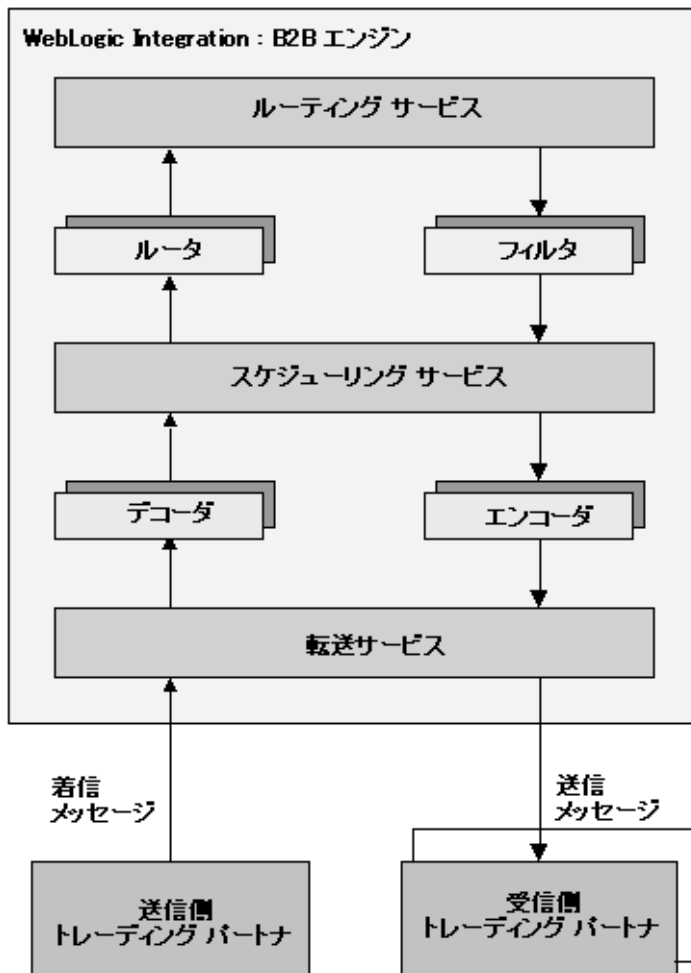 WebLogic Integration : B2B エンジン
ルーティング サービス
ルータ
フィルタ
スケジューリング サービス
デコーダ
エンコーダ
転送サービス
着信
メッセージ
送信
メッセージ
送信側
トレーディング パートナ
受信側
トレーディング パートナ